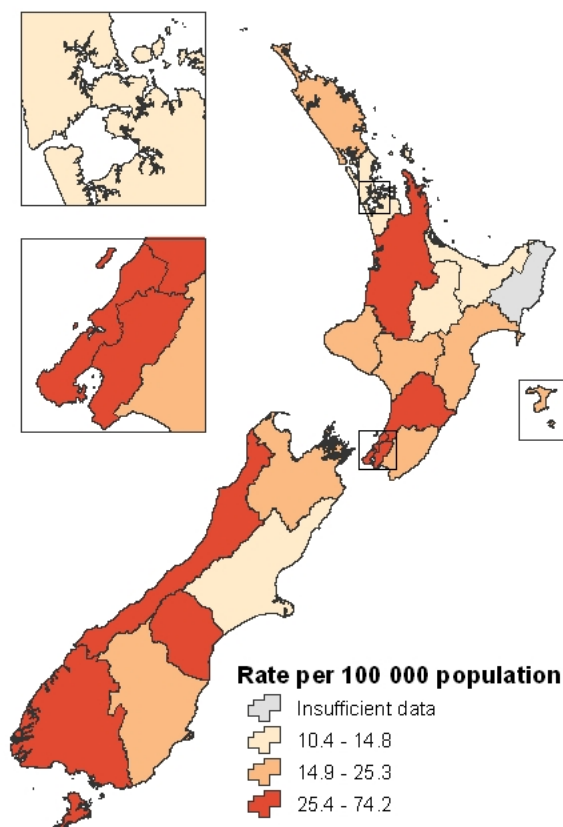 Rate per 100 000 population
Insufficient data
10.4 - 14.8
14.9 - 25.3
25.4 - 74.2